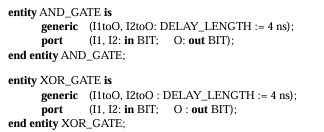 entity AND_GATE is
generic (I1toO, I2toO: DELAY_LENGTH := 4 ns);
port (I1, I2: in BIT; O: out BIT);
end entity AND_GATE;
entity XOR_GATE is
generic (I1toO, I2toO : DELAY_LENGTH := 4 ns);
port (I1, I2: in BIT; O : out BIT);
end entity XOR_GATE;